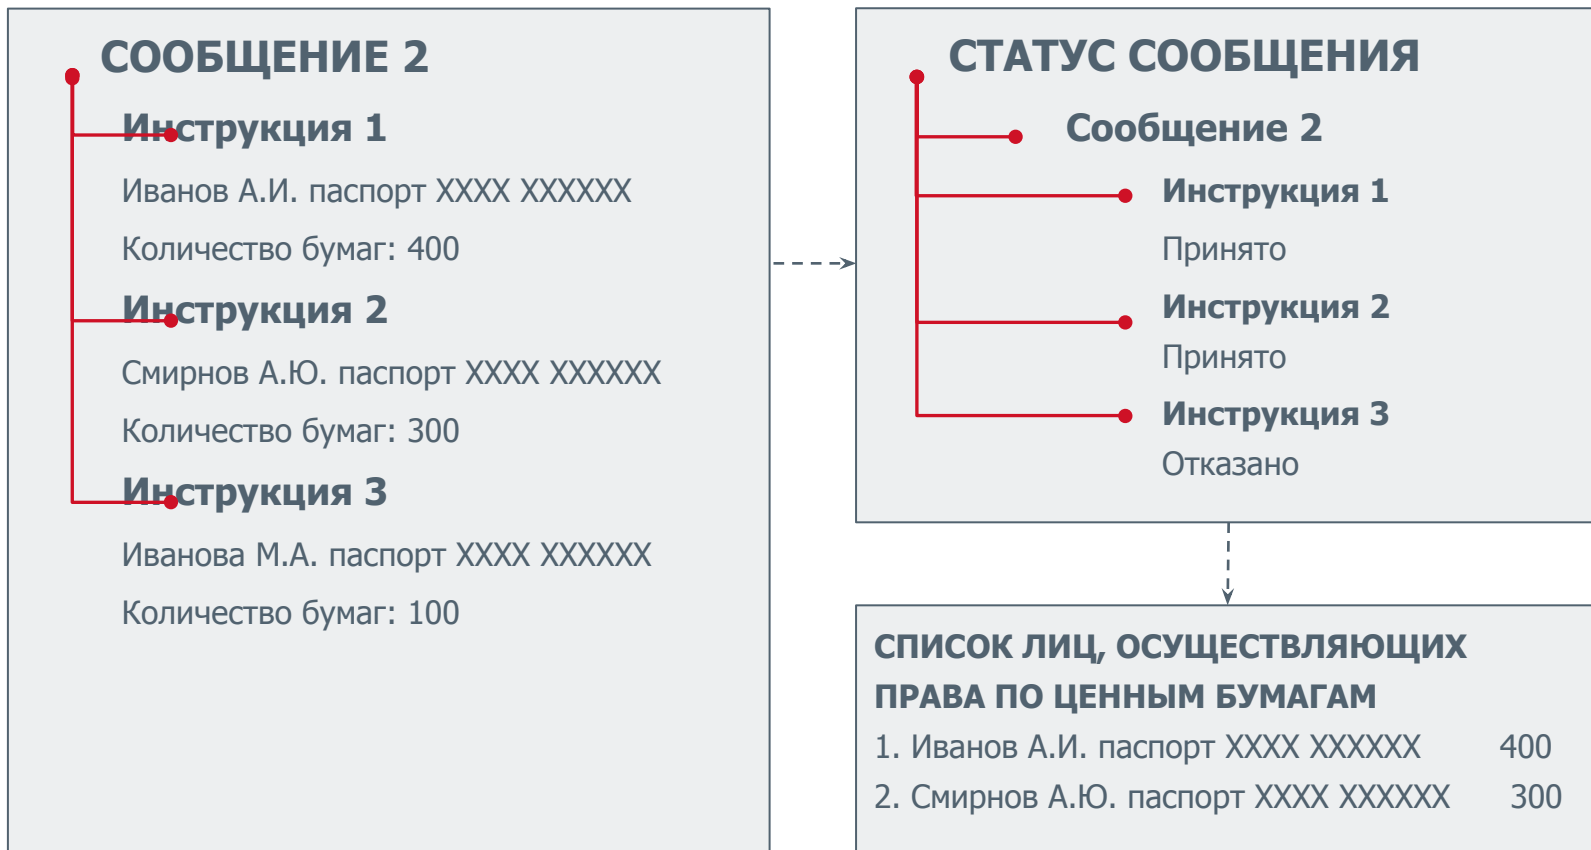 СООБЩЕНИЕ 2
Инструкция 1
Иванов А.И. паспорт XXXX XXXXXX
Количество бумаг: 400
Инструкция 2
Смирнов А.Ю. паспорт XXXX XXXXXX
Количество бумаг: 300
Инструкция 3
Иванова М.А. паспорт XXXX XXXXXX
Количество бумаг: 100
СТАТУС СООБЩЕНИЯ
Сообщение 2
Инструкция 1
Принято
Инструкция 2
Принято
Инструкция 3
Отказано
СПИСОК ЛИЦ, ОСУЩЕСТВЛЯЮЩИХ
ПРАВА ПО ЦЕННЫМ БУМАГАМ
1. Иванов А.И. паспорт XXXX XXXXXX 400
2. Смирнов А.Ю. паспорт XXXX XXXXXX 300